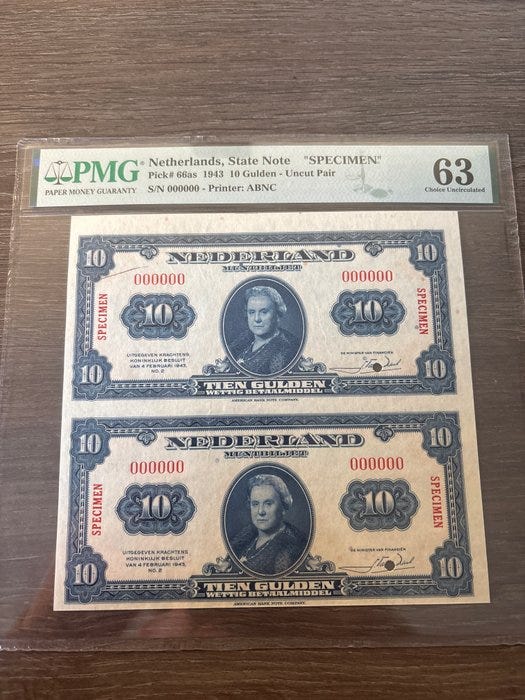 PMG
PAPER MONEY GUARANTY
Netherlands, State Note "SPECIMEN"
Pick# 66as 1943 10 Gulden - Uncut Pair
S/N 000000 - Printer: ABNC
63
Choice Uncirculated
10 NEDERLAND 10
MUNTBILJET
000000 000000
SPECIMEN 10 10 SPECIMEN
UITGEGEVEN KRACHTENS
KONINKLIJK BESLUIT
VAN 4 FEBRUARI 1943,
NO. 2
DE MINISTER VAN FINANCIËN
10 TIEN GULDEN 10
WETTIG BETAALMIDDEL
AMERICAN BANK NOTE COMPANY.
10 NEDERLAND 10
MUNTBILJET
000000 000000
SPECIMEN 10 10 SPECIMEN
UITGEGEVEN KRACHTENS
KONINKLIJK BESLUIT
VAN 4 FEBRUARI 1943,
NO. 2
DE MINISTER VAN FINANCIËN
10 TIEN GULDEN 10
WETTIG BETAALMIDDEL
AMERICAN BANK NOTE COMPANY.